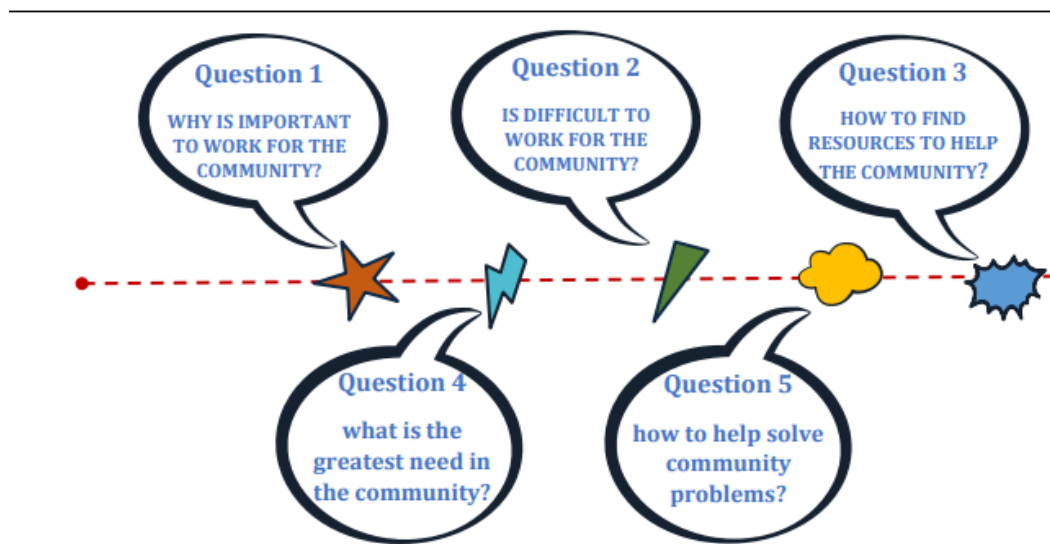 Question 1
WHY IS IMPORTANT
TO WORK FOR THE
COMMUNITY?
Question 2
IS DIFFICULT TO
WORK FOR THE
COMMUNITY?
Question 3
HOW TO FIND
RESOURCES TO HELP
THE COMMUNITY?
Question 4
what is the
greatest need in
the community?
Question 5
how to help solve
community
problems?